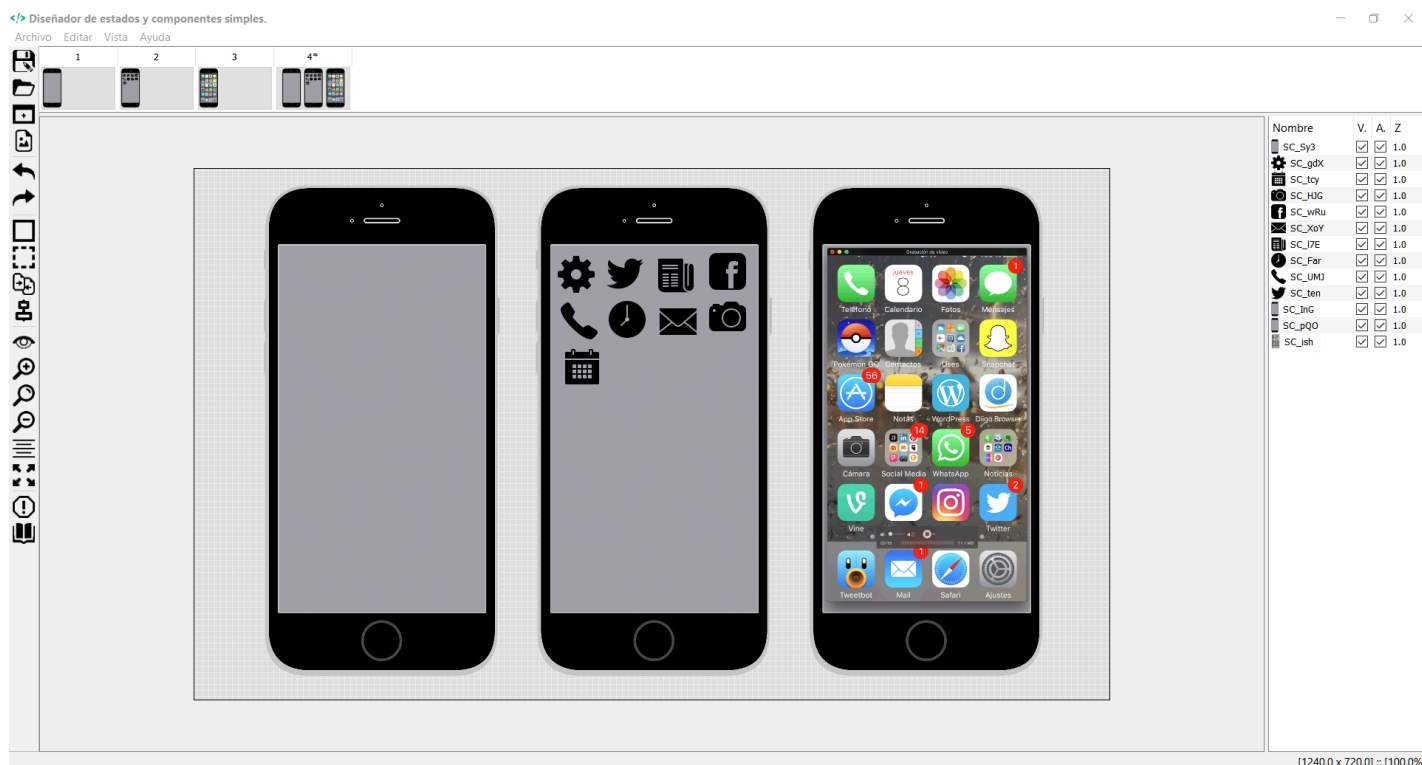 </> Diseñador de estados y componentes simples.
Archivo Editar Vista Ayuda
1 2 3 4*
Nombre V. A. Z
SC_Sy3 1.0
SC_gdX 1.0
SC_tcy 1.0
SC_HJG 1.0
SC_wRu 1.0
SC_XoY 1.0
SC_l7E 1.0
SC_Far 1.0
SC_UMJ 1.0
SC_ten 1.0
SC_InG 1.0
SC_pQO 1.0
SC_ish 1.0
Grabación de vídeo
jueves
8
1
Teléfono Calendario Fotos Mensajes
Pokémon GO Contactos Usos Snapchat
56
App Store Notas WordPress Diigo Browser
14 5
Cámara Social Media WhatsApp Noticias
1 2
Vine Twitter
1
Tweetbot Mail Safari Ajustes
[1240.0 x 720.0] :: [100.0%